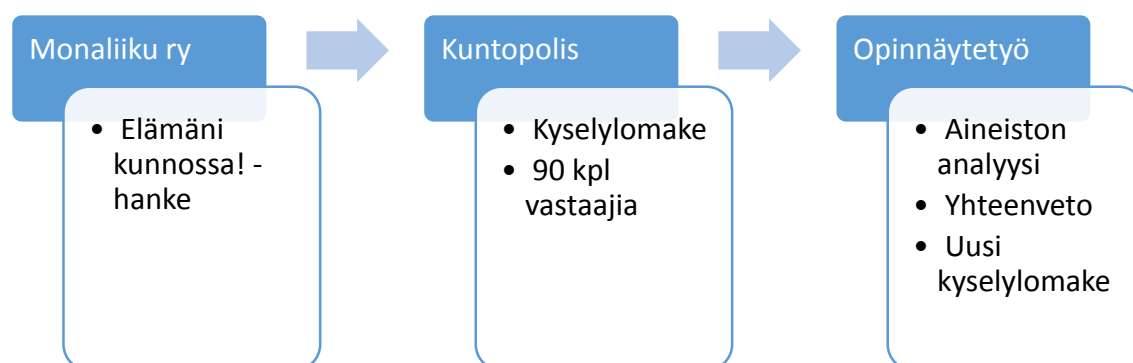 Monaliiku ry
• Elämäni
kunnossa! -
hanke
Kuntopolis
• Kyselylomake
• 90 kpl
vastaajia
Opinnäytetyö
• Aineiston
analyysi
• Yhteenveto
• Uusi
kyselylomake